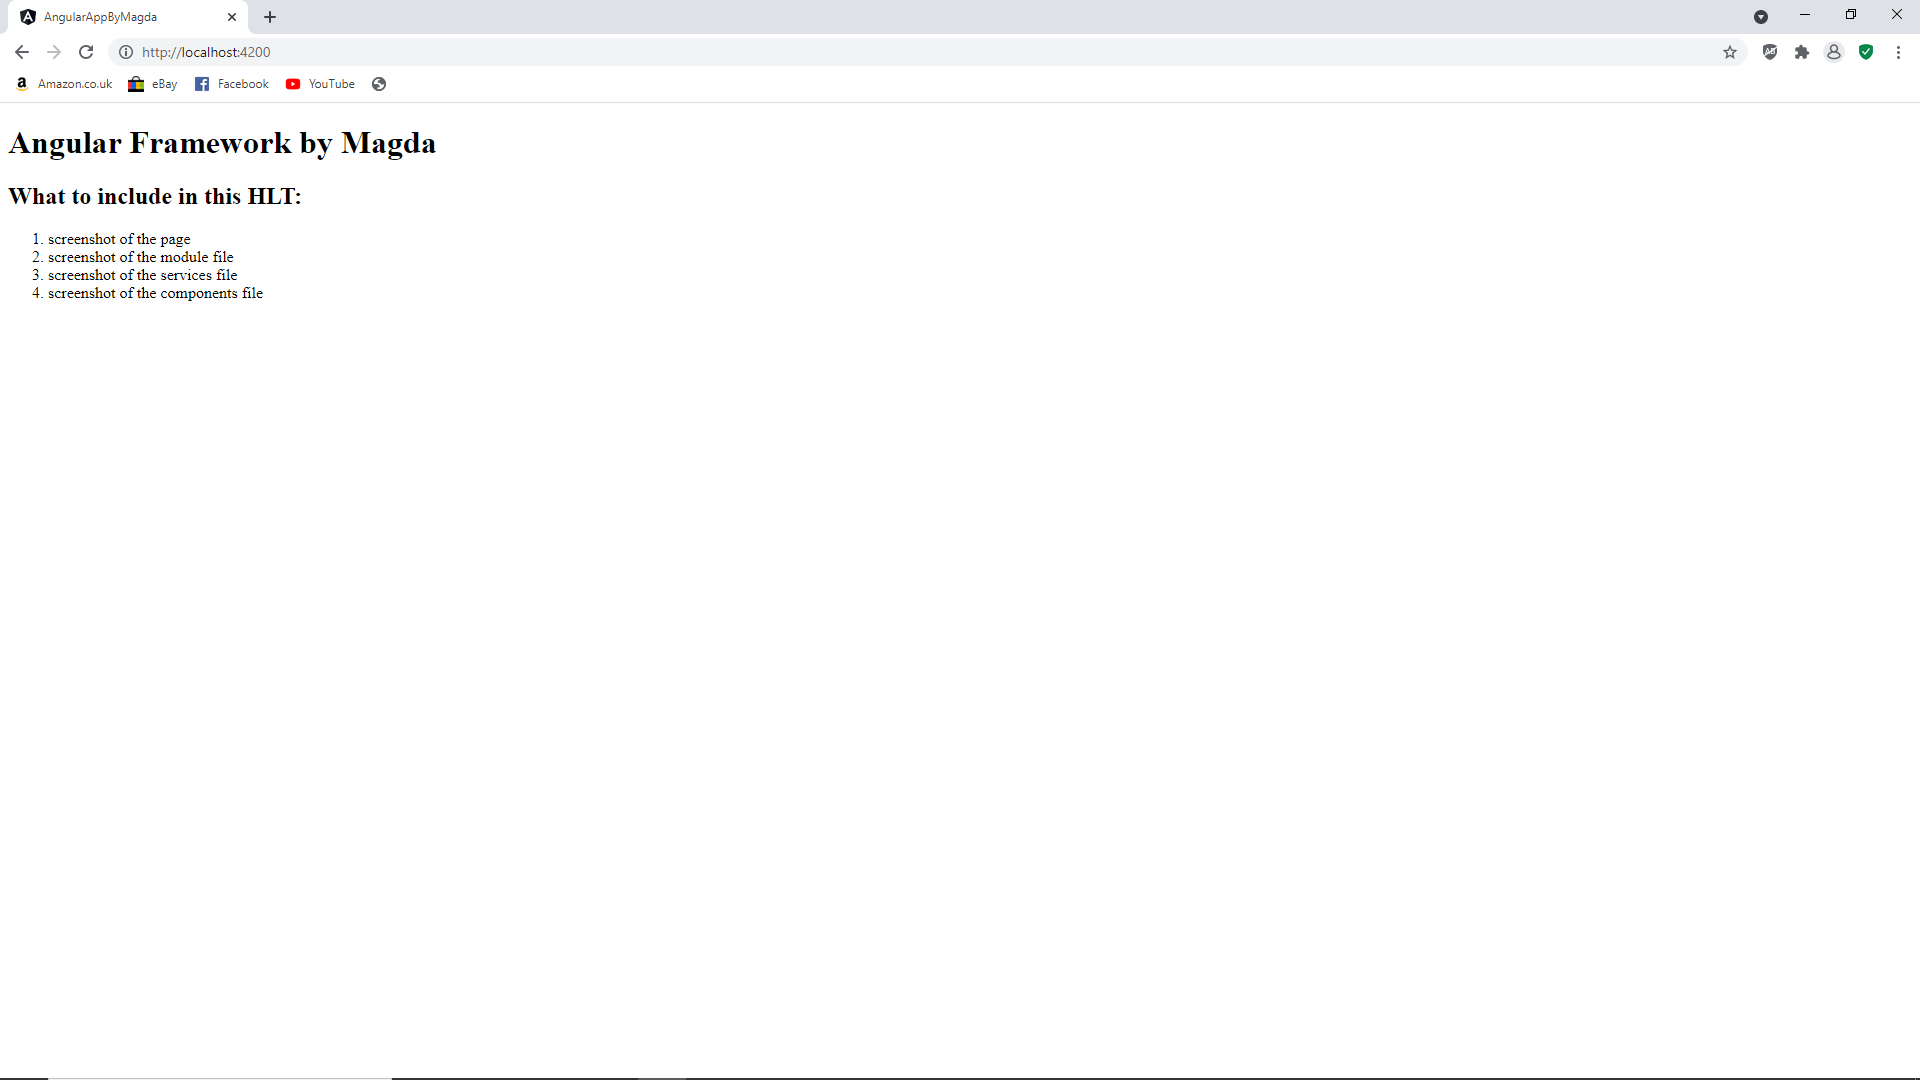 AngularAppByMagda
http://localhost:4200
Amazon.co.uk eBay Facebook YouTube
Angular Framework by Magda
What to include in this HLT:
1. screenshot of the page
2. screenshot of the module file
3. screenshot of the services file
4. screenshot of the components file